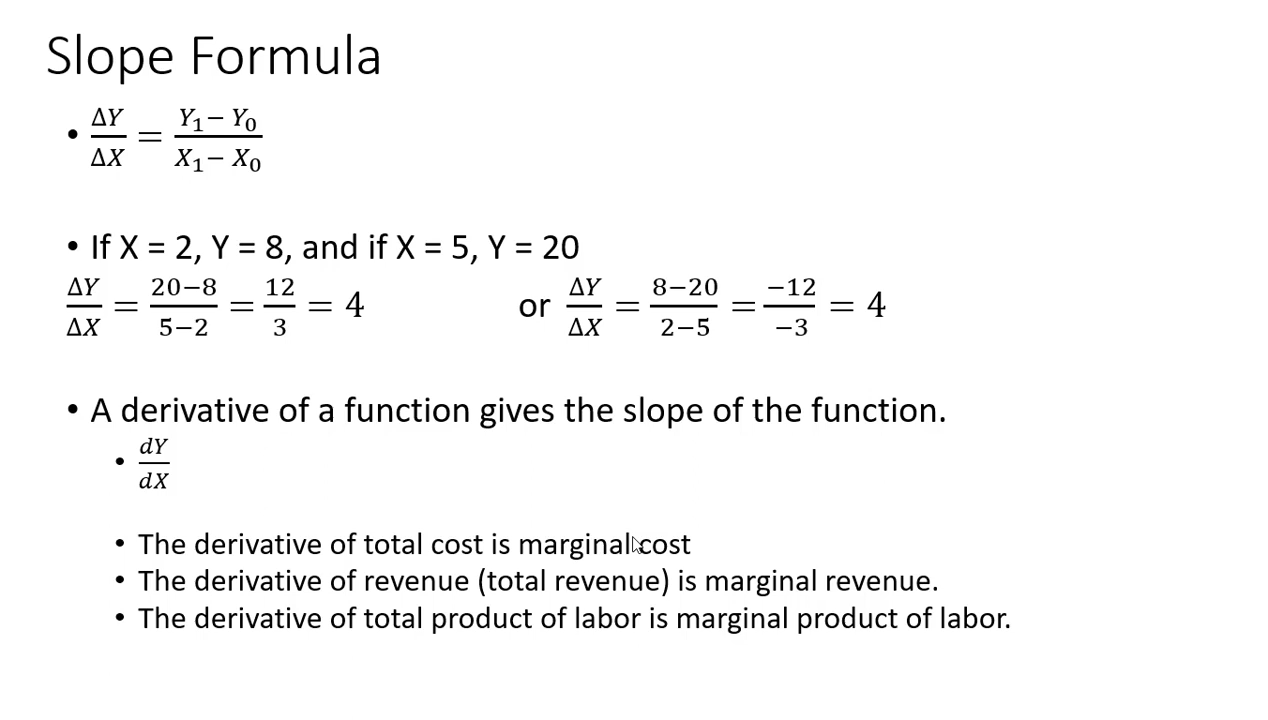 Slope Formula
• ΔY/ΔX = (Y₁− Y₀)/(X₁− X₀)
• If X = 2, Y = 8, and if X = 5, Y = 20
ΔY/ΔX = (20−8)/(5−2) = 12/3 = 4 or ΔY/ΔX = (8−20)/(2−5) = −12/−3 = 4
• A derivative of a function gives the slope of the function.
• dY/dX
• The derivative of total cost is marginal cost
• The derivative of revenue (total revenue) is marginal revenue.
• The derivative of total product of labor is marginal product of labor.